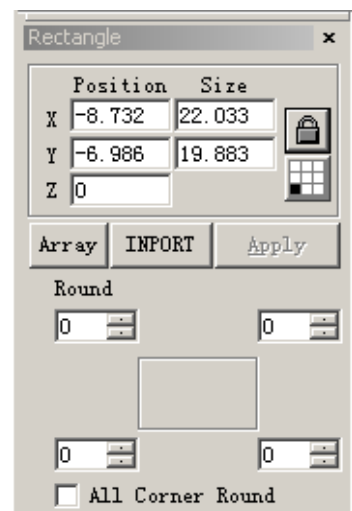 Rectangle ×
Position Size
X -8.732 22.033
Y -6.986 19.883
Z 0
Array INPORT Apply
Round
0 0
0 0
All Corner Round